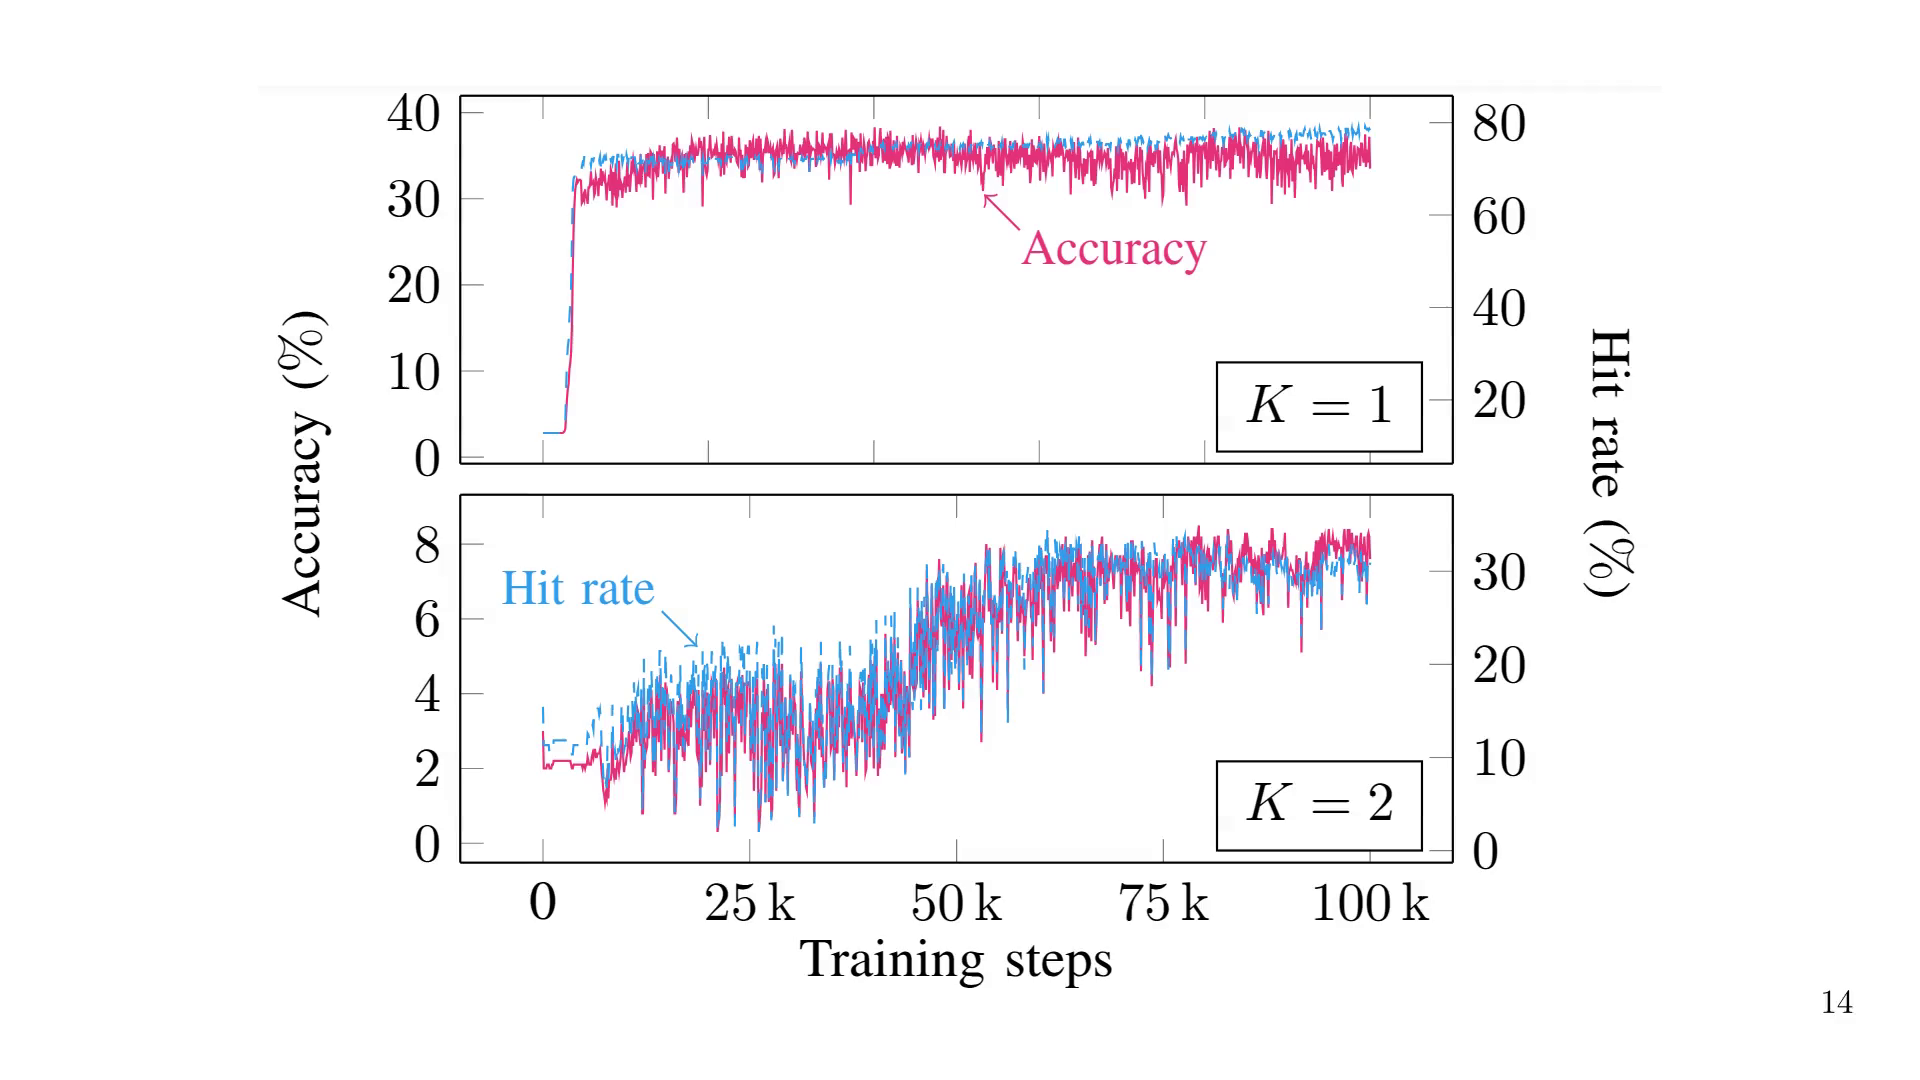 40
30
20
10
0
80
60
40
20
Accuracy
K = 1
Accuracy (%)
Hit rate (%)
8
6
4
2
0
30
20
10
0
Hit rate
K = 2
0 25 k 50 k 75 k 100 k
Training steps
14